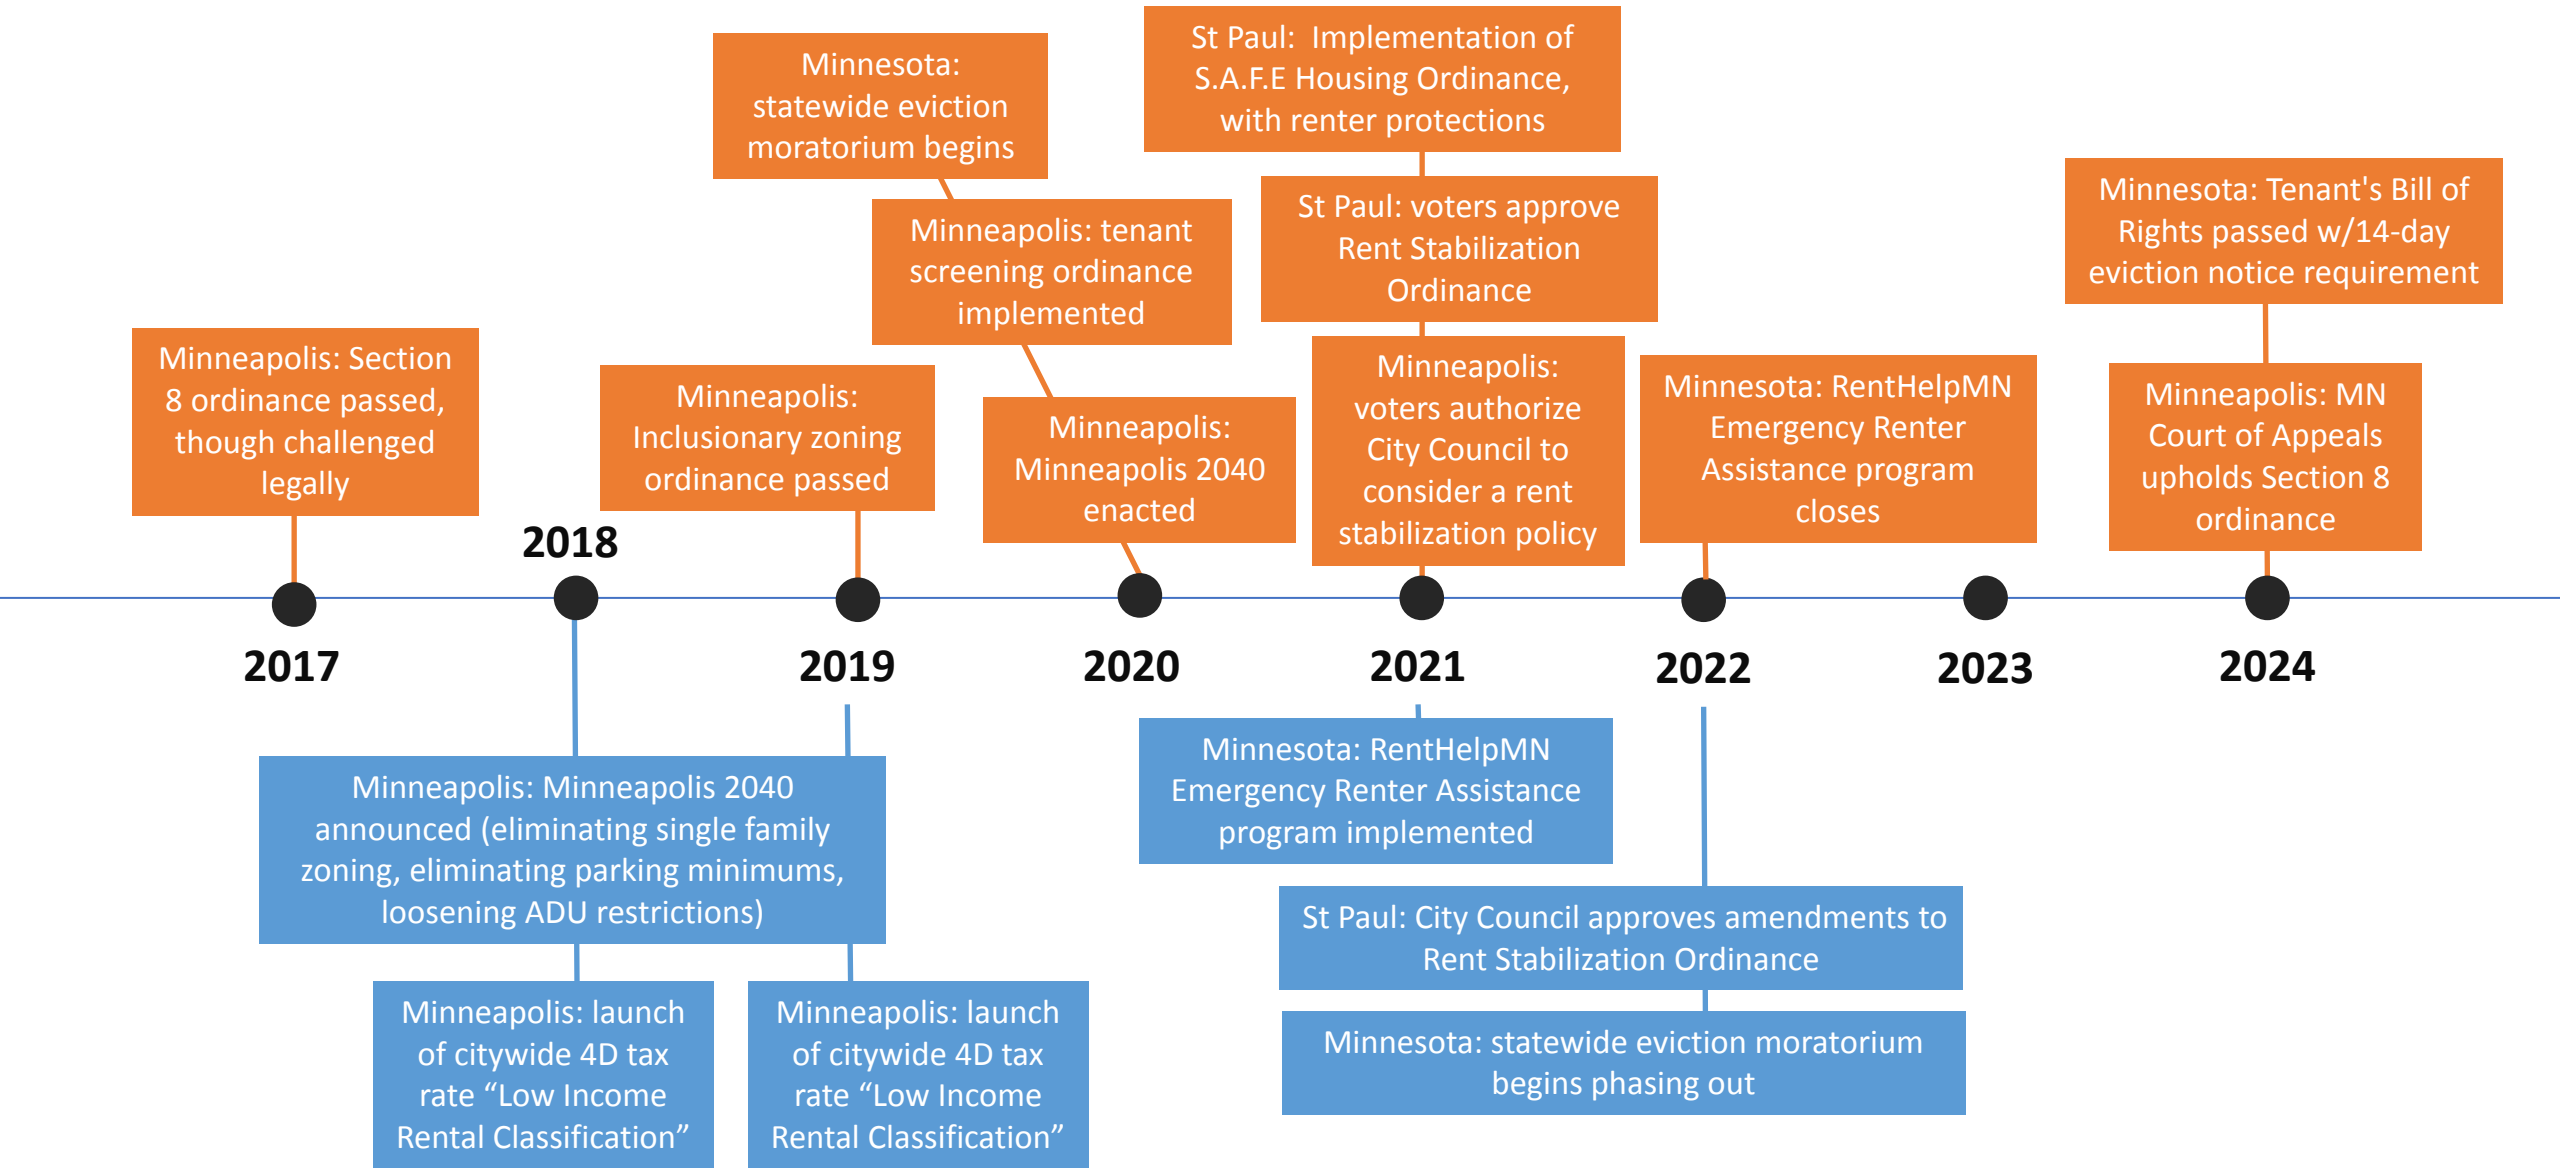 St Paul:  Implementation of
S.A.F.E Housing Ordinance,
with renter protections
Minnesota:
statewide eviction
moratorium begins
St Paul: voters approve
Rent Stabilization
Ordinance
Minnesota: Tenant's Bill of
Rights passed w/14-day
eviction notice requirement
Minneapolis: tenant
screening ordinance
implemented
Minneapolis: Section
8 ordinance passed,
though challenged
legally
Minneapolis:
Inclusionary zoning
ordinance passed
Minneapolis:
Minneapolis 2040
enacted
Minneapolis:
voters authorize
City Council to
consider a rent
stabilization policy
Minnesota: RentHelpMN
Emergency Renter
Assistance program
closes
Minneapolis: MN
Court of Appeals
upholds Section 8
ordinance
2018
2017
2019
2020
2021
2022
2023
2024
Minneapolis: Minneapolis 2040
announced (eliminating single family
zoning, eliminating parking minimums,
loosening ADU restrictions)
Minnesota: RentHelpMN
Emergency Renter Assistance
program implemented
St Paul: City Council approves amendments to
Rent Stabilization Ordinance
Minneapolis: launch
of citywide 4D tax
rate “Low Income
Rental Classification”
Minneapolis: launch
of citywide 4D tax
rate “Low Income
Rental Classification”
Minnesota: statewide eviction moratorium
begins phasing out